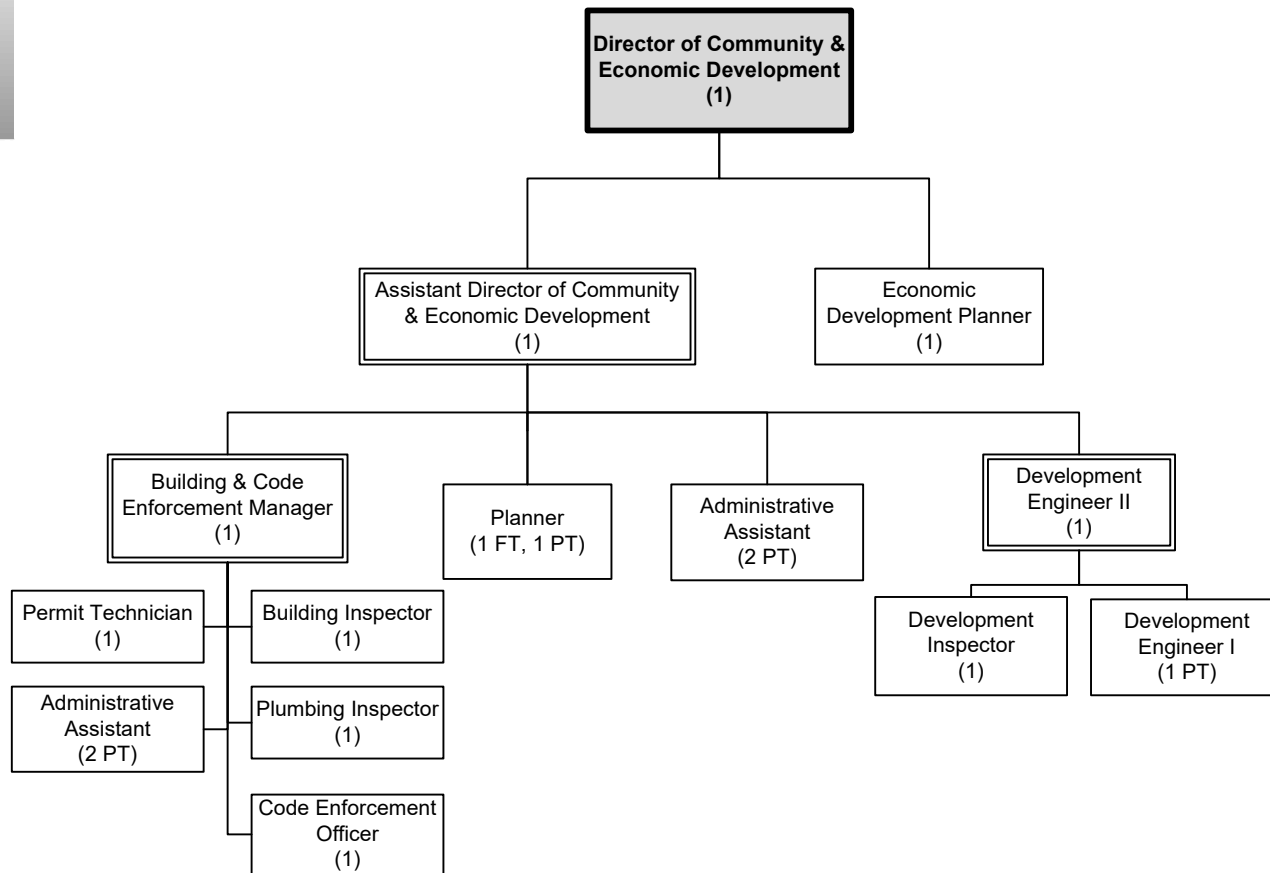 Director of Community &
Economic Development
(1)
Assistant Director of Community
& Economic Development
(1)
Economic
Development Planner
(1)
Building & Code
Enforcement Manager
(1)
Planner
(1 FT, 1 PT)
Administrative
Assistant
(2 PT)
Development
Engineer II
(1)
Permit Technician
(1)
Building Inspector
(1)
Development
Inspector
(1)
Development
Engineer I
(1 PT)
Administrative
Assistant
(2 PT)
Plumbing Inspector
(1)
Code Enforcement
Officer
(1)